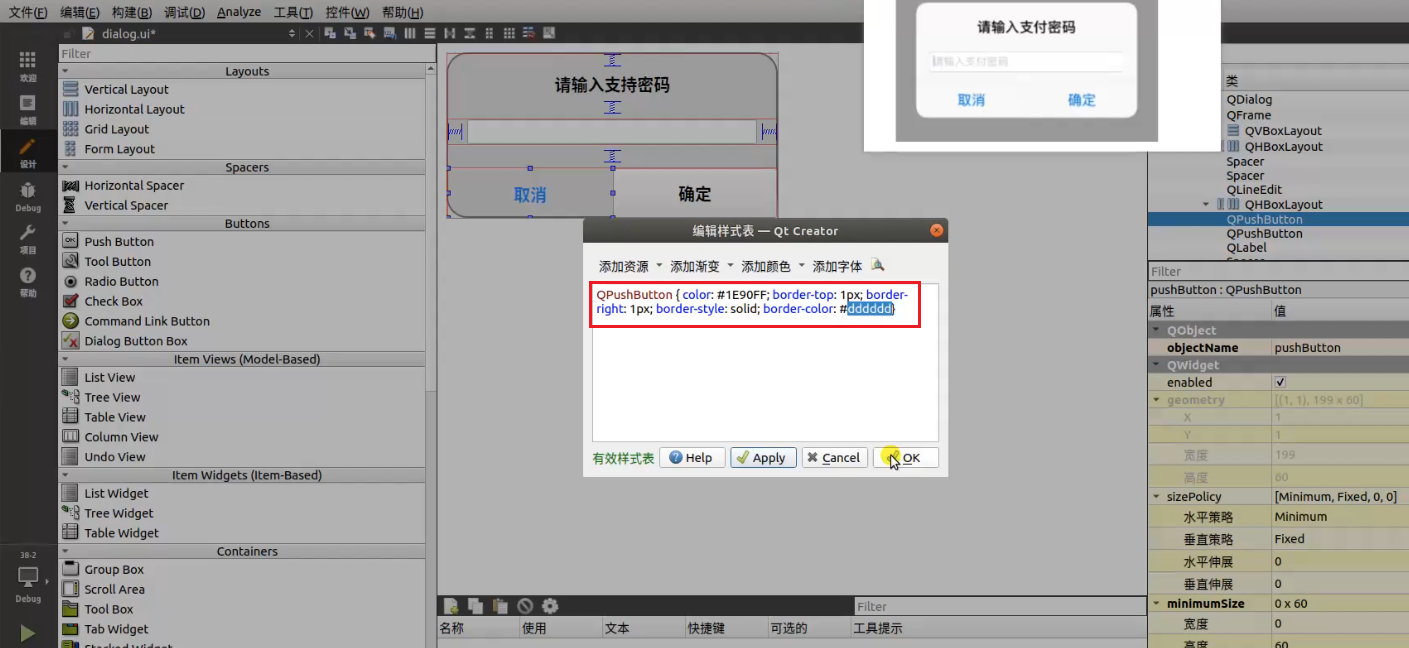 文件(F) 编辑(E) 构建(B) 调试(D) Analyze 工具(T) 控件(W) 帮助(H)
dialog.ui*
Filter
欢迎
编辑
设计
Debug
项目
帮助
38-2
Debug
Layouts
Vertical Layout
Horizontal Layout
Grid Layout
Form Layout
Spacers
Horizontal Spacer
Vertical Spacer
Buttons
Push Button
Tool Button
Radio Button
Check Box
Command Link Button
Dialog Button Box
Item Views (Model-Based)
List View
Tree View
Table View
Column View
Undo View
Item Widgets (Item-Based)
List Widget
Tree Widget
Table Widget
Containers
Group Box
Scroll Area
Tool Box
Tab Widget
Stacked Widget
请输入支持密码
取消 确定
编辑样式表 — Qt Creator
添加资源 添加渐变 添加颜色 添加字体
QPushButton { color: #1E90FF; border-top: 1px; border-
right: 1px; border-style: solid; border-color: #dddddd}
有效样式表 Help Apply Cancel OK
Filter
名称 使用 文本 快捷键 可选的 工具提示
请输入支付密码
请输入支付密码
取消 确定
类
QDialog
QFrame
QVBoxLayout
QHBoxLayout
Spacer
Spacer
QLineEdit
QHBoxLayout
QPushButton
QPushButton
QLabel
Filter
pushButton : QPushButton
属性 值
QObject
objectName pushButton
QWidget
enabled
geometry [(1, 1), 199 x 60]
X 1
Y 1
宽度 199
高度 60
sizePolicy [Minimum, Fixed, 0, 0]
水平策略 Minimum
垂直策略 Fixed
水平伸展 0
垂直伸展 0
minimumSize 0 x 60
宽度 0
高度 60